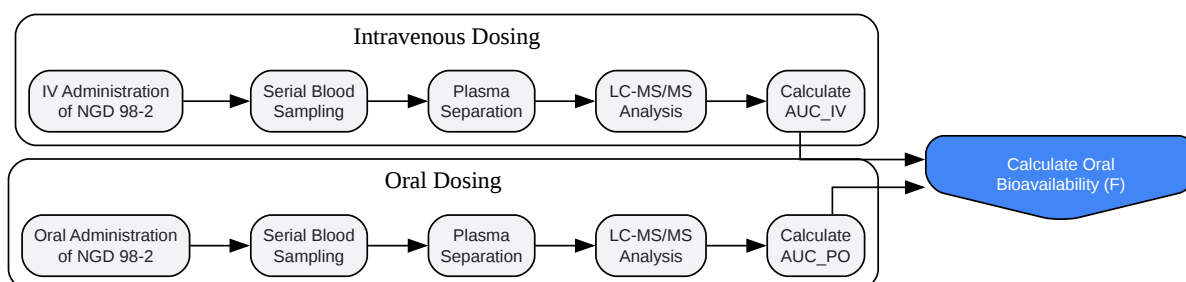 Intravenous Dosing
IV Administration
of NGD 98-2
Serial Blood
Sampling
Plasma
Separation
LC-MS/MS
Analysis
Calculate
AUC_IV
Calculate Oral
Bioavailability (F)
Oral Dosing
Oral Administration
of NGD 98-2
Serial Blood
Sampling
Plasma
Separation
LC-MS/MS
Analysis
Calculate
AUC_PO